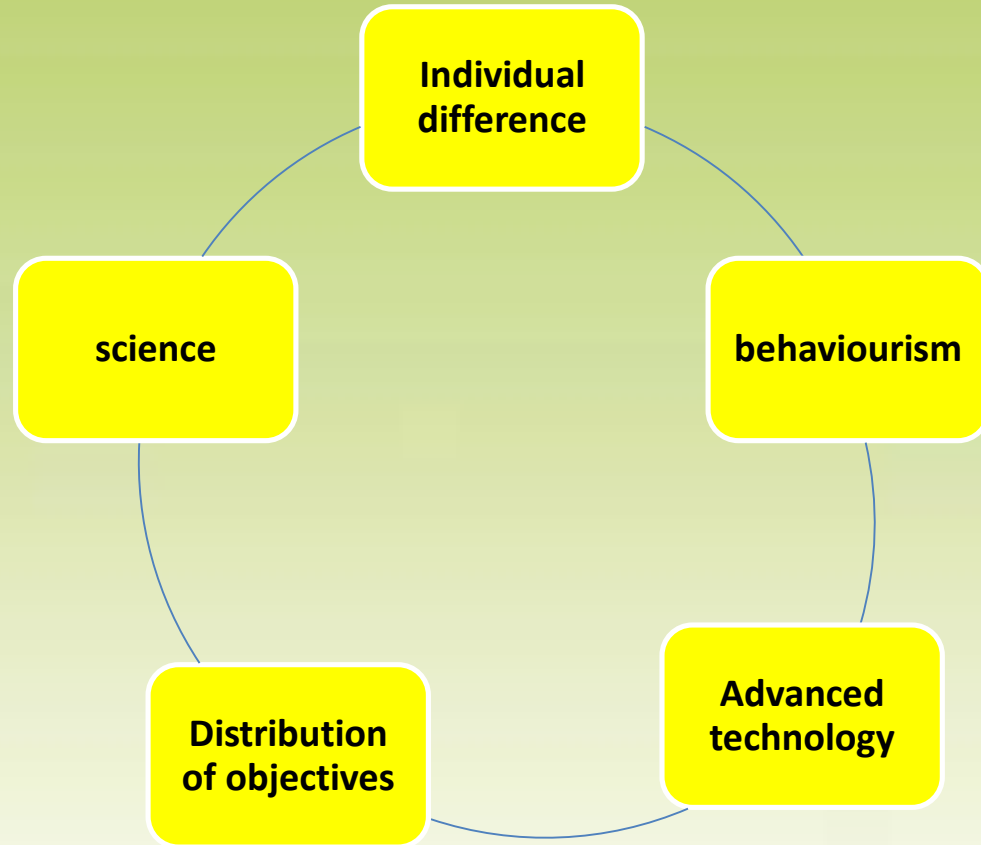 Individual
difference
behaviourism
Advanced
technology
Distribution
of objectives
science